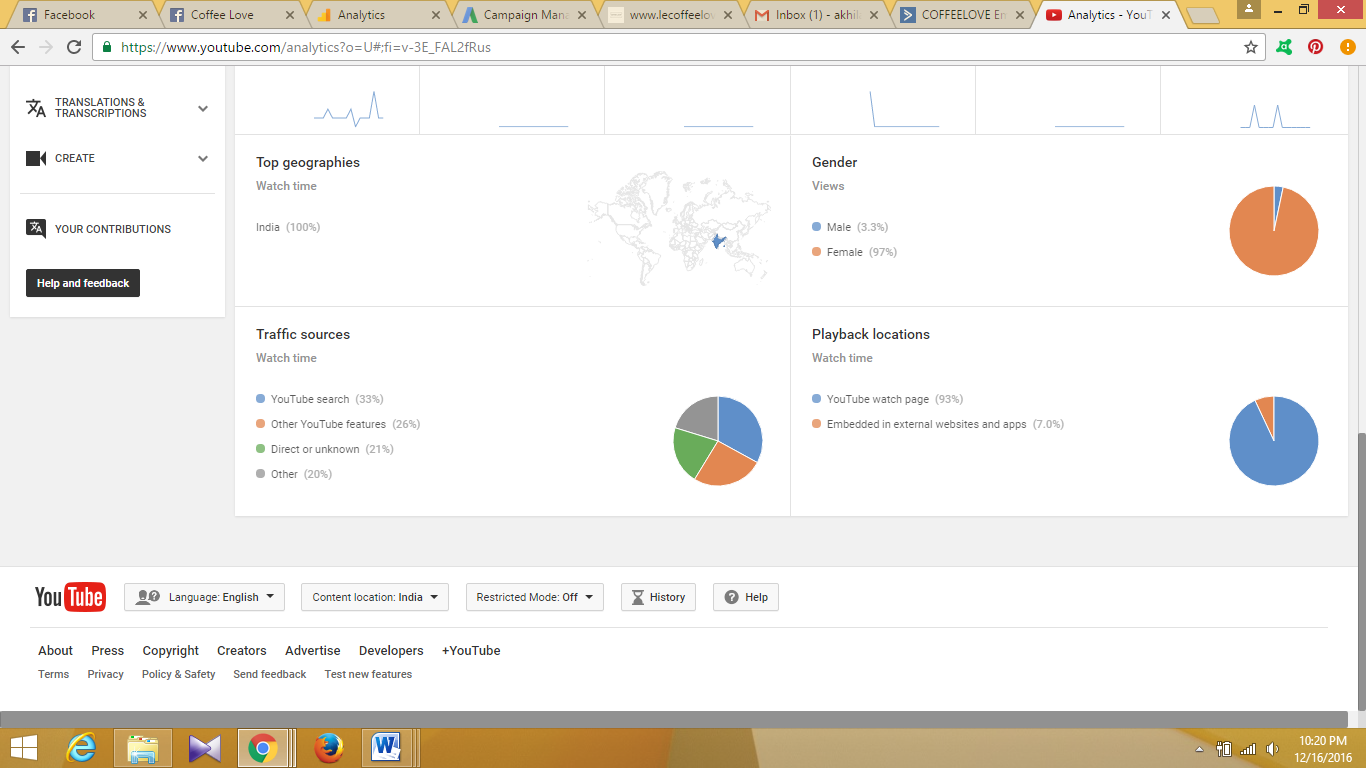 Facebook
Coffee Love
Analytics
Campaign Mana
www.lecoffeelov
Inbox (1) - akhil
COFFEELOVE En
Analytics - YouT
https://www.youtube.com/analytics?o=U#;fi=v-3E_FAL2fRus
TRANSLATIONS &
TRANSCRIPTIONS
CREATE
YOUR CONTRIBUTIONS
Help and feedback
Top geographies
Watch time
India (100%)
Gender
Views
Male (3.3%)
Female (97%)
Traffic sources
Watch time
YouTube search (33%)
Other YouTube features (26%)
Direct or unknown (21%)
Other (20%)
Playback locations
Watch time
YouTube watch page (93%)
Embedded in external websites and apps (7.0%)
YouTube
Language: English
Content location: India
Restricted Mode: Off
History
Help
About Press Copyright Creators Advertise Developers +YouTube
Terms Privacy Policy & Safety Send feedback Test new features
10:20 PM
12/16/2016